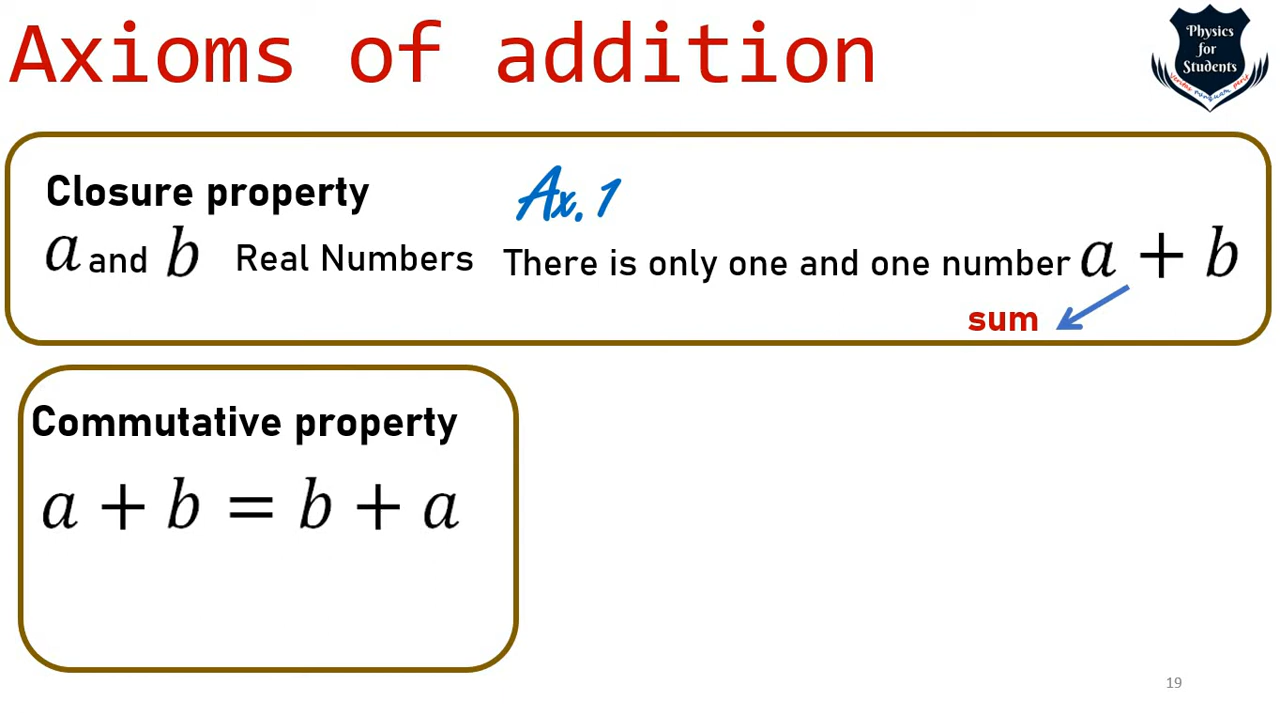 Axioms of addition
Physics
for
Students
Closure property
Ax. 1
a and b Real Numbers There is only one and one number a + b
sum
Commutative property
a + b = b + a
19